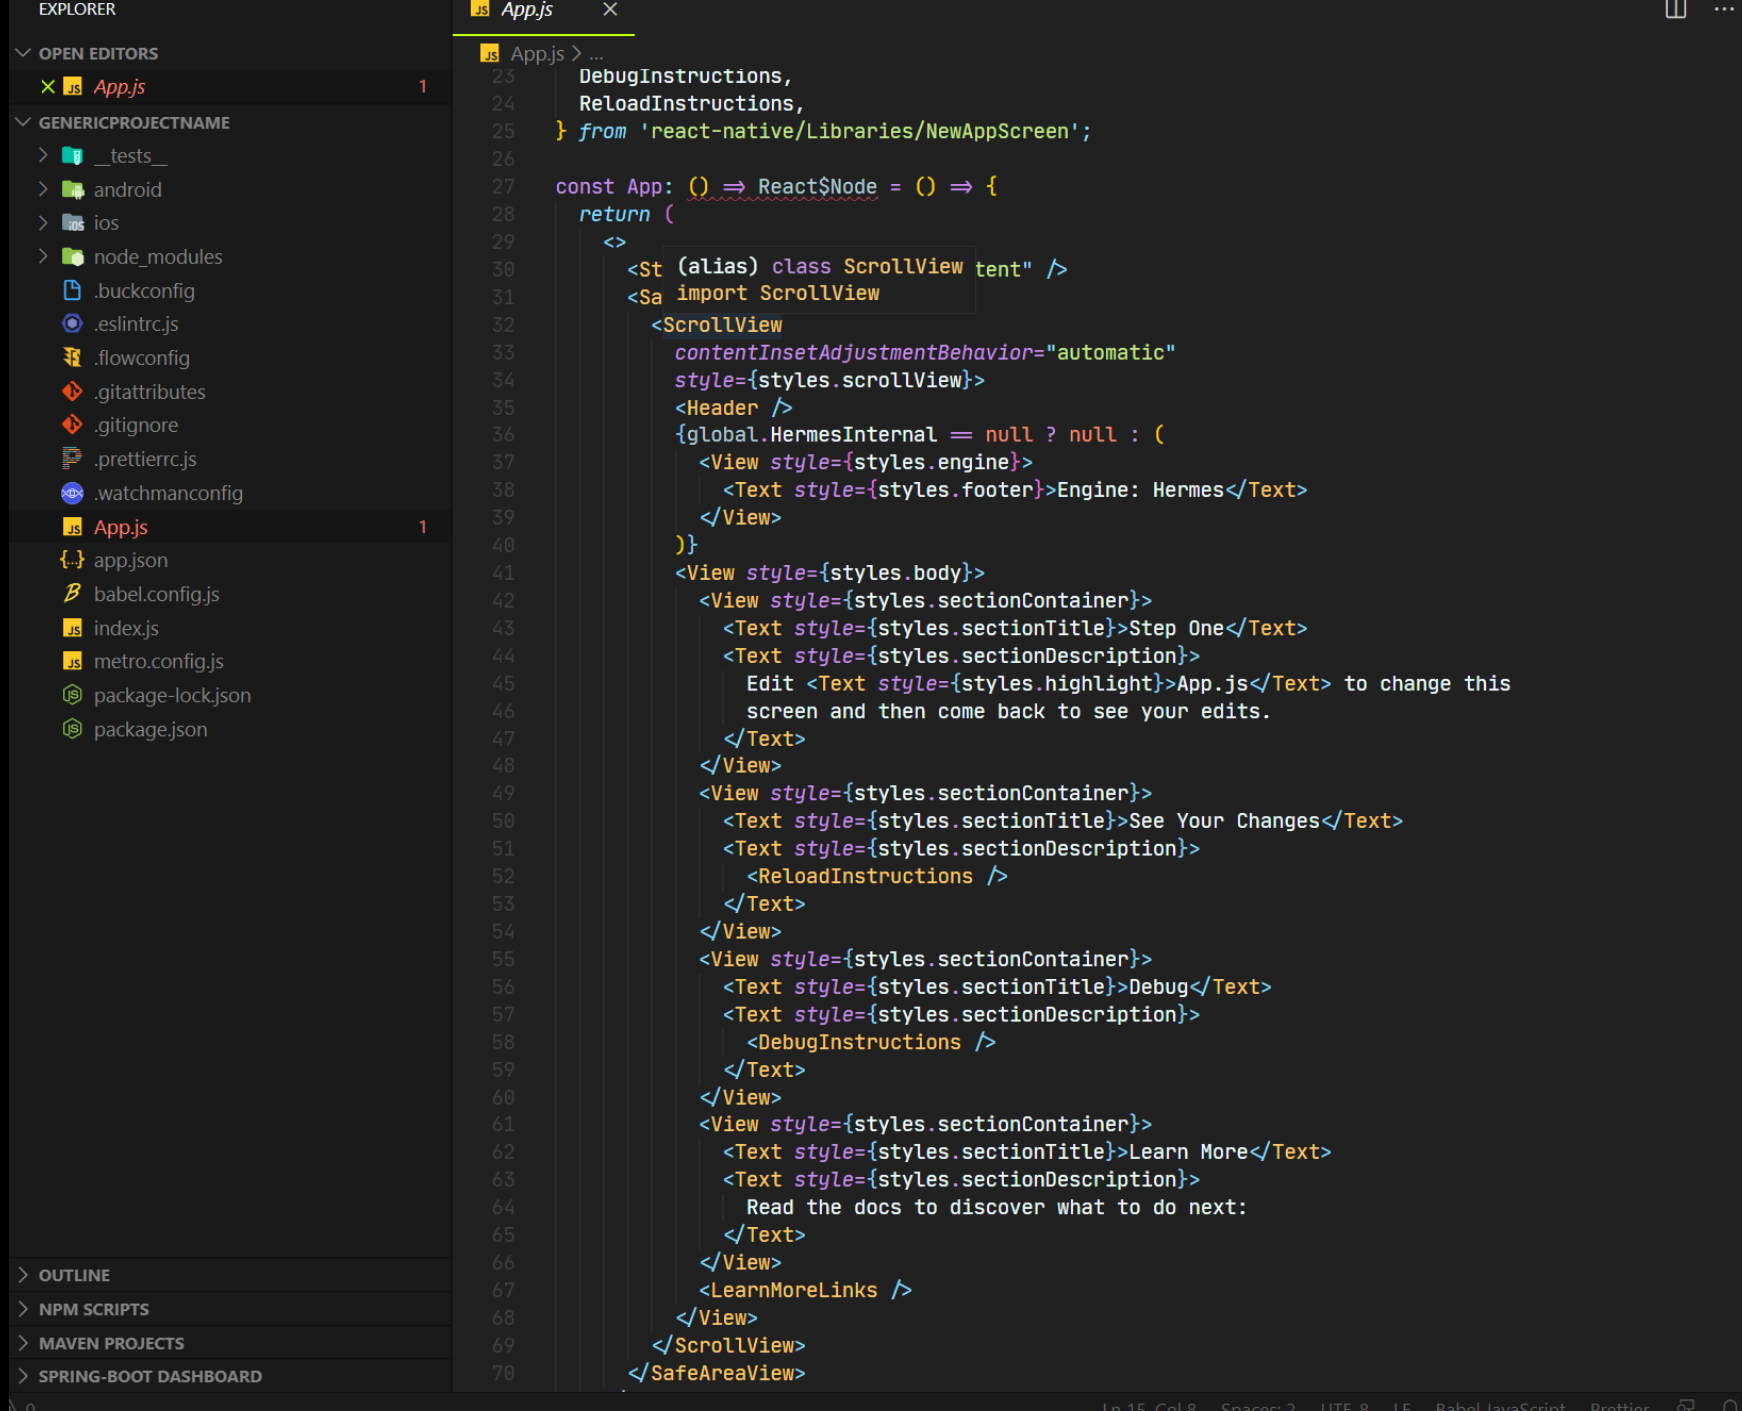 EXPLORER
OPEN EDITORS
App.js 1
GENERICPROJECTNAME
__tests__
android
ios
node_modules
.buckconfig
.eslintrc.js
.flowconfig
.gitattributes
.gitignore
.prettierrc.js
.watchmanconfig
App.js 1
app.json
babel.config.js
index.js
metro.config.js
package-lock.json
package.json
OUTLINE
NPM SCRIPTS
MAVEN PROJECTS
SPRING-BOOT DASHBOARD
App.js
App.js > ...
23 DebugInstructions,
24 ReloadInstructions,
25 } from 'react-native/Libraries/NewAppScreen';
26
27 const App: () => React$Node = () => {
28 return (
29 <>
(alias) class ScrollView
import ScrollView
30 <St tent" />
31 <Sa
32 <ScrollView
33 contentInsetAdjustmentBehavior="automatic"
34 style={styles.scrollView}>
35 <Header />
36 {global.HermesInternal == null ? null : (
37 <View style={styles.engine}>
38 <Text style={styles.footer}>Engine: Hermes</Text>
39 </View>
40 )}
41 <View style={styles.body}>
42 <View style={styles.sectionContainer}>
43 <Text style={styles.sectionTitle}>Step One</Text>
44 <Text style={styles.sectionDescription}>
45 Edit <Text style={styles.highlight}>App.js</Text> to change this
46 screen and then come back to see your edits.
47 </Text>
48 </View>
49 <View style={styles.sectionContainer}>
50 <Text style={styles.sectionTitle}>See Your Changes</Text>
51 <Text style={styles.sectionDescription}>
52 <ReloadInstructions />
53 </Text>
54 </View>
55 <View style={styles.sectionContainer}>
56 <Text style={styles.sectionTitle}>Debug</Text>
57 <Text style={styles.sectionDescription}>
58 <DebugInstructions />
59 </Text>
60 </View>
61 <View style={styles.sectionContainer}>
62 <Text style={styles.sectionTitle}>Learn More</Text>
63 <Text style={styles.sectionDescription}>
64 Read the docs to discover what to do next:
65 </Text>
66 </View>
67 <LearnMoreLinks />
68 </View>
69 </ScrollView>
70 </SafeAreaView>
0 Ln 15, Col 8 Spaces: 2 UTF-8 LF Babel JavaScript Prettier